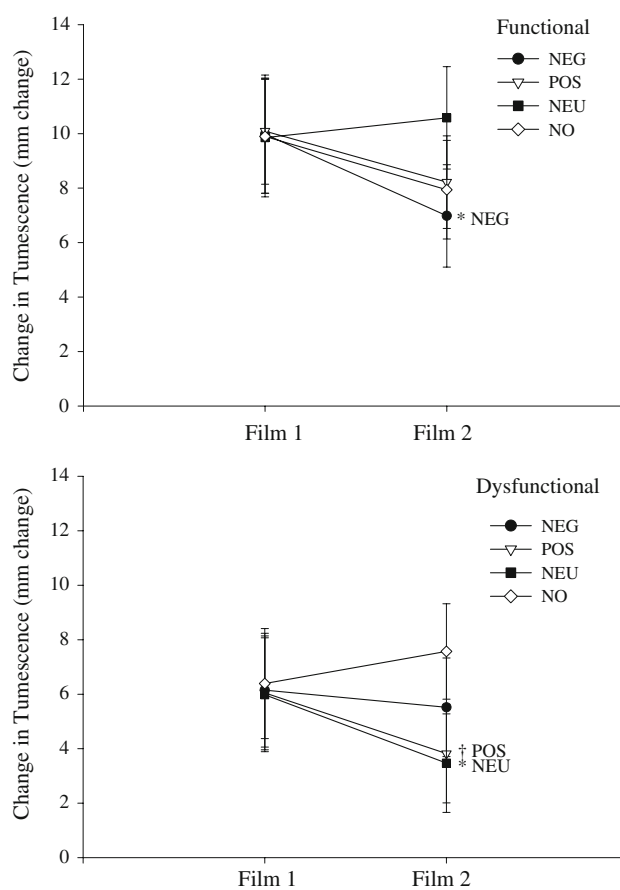 Functional
NEG
POS
NEU
NO
Change in Tumescence (mm change)
14
12
10
8
6
4
2
0
* NEG
Film 1
Film 2
Dysfunctional
NEG
POS
NEU
NO
Change in Tumescence (mm change)
14
12
10
8
6
4
2
0
† POS
* NEU
Film 1
Film 2